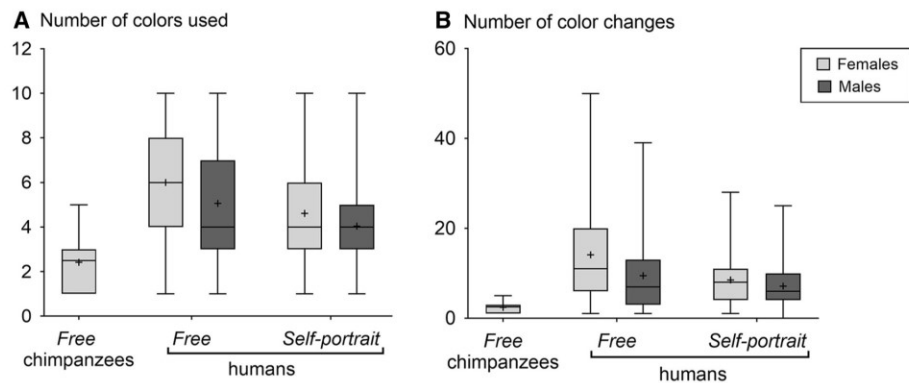 A Number of colors used
12
10
8
6
4
2
0
Free
chimpanzees
Free
Self-portrait
humans
B Number of color changes
60
40
20
0
Free
chimpanzees
Free
Self-portrait
humans
Females
Males